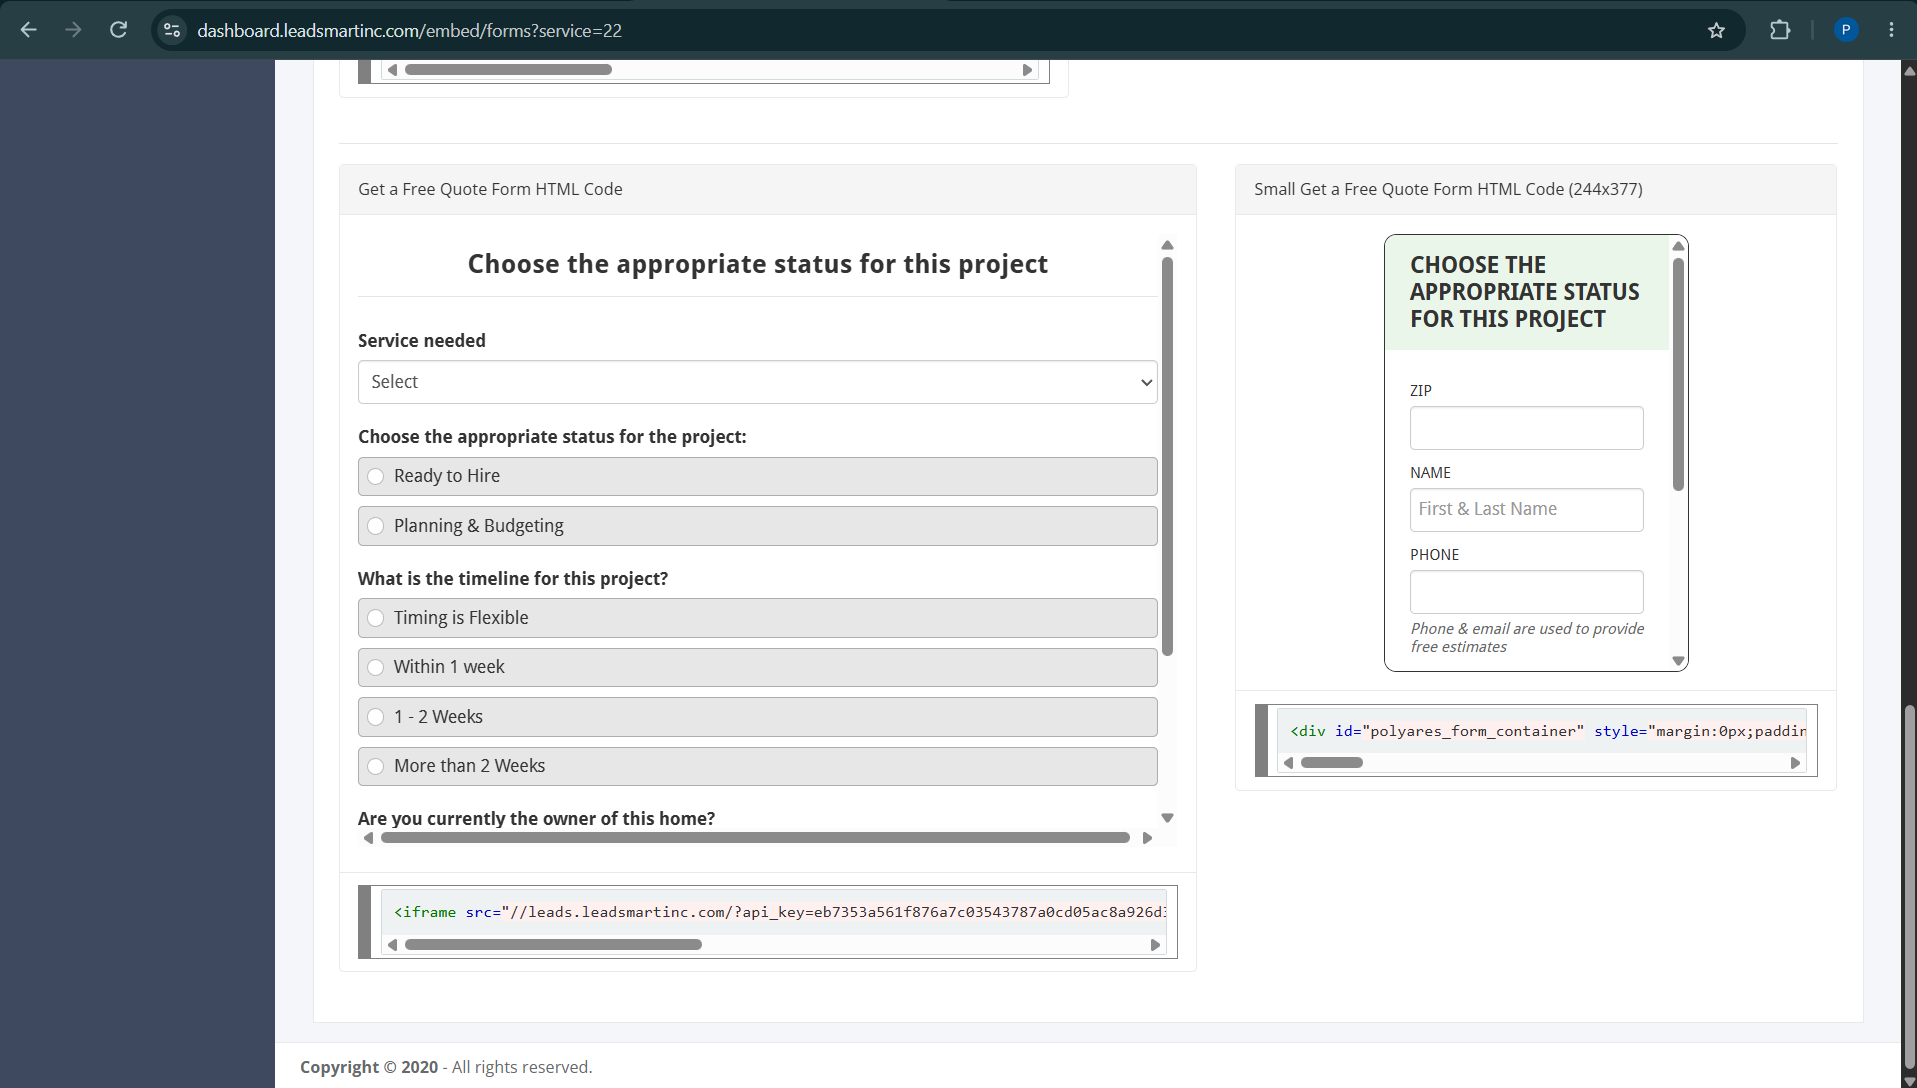 dashboard.leadsmartinc.com/embed/forms?service=22
P
Get a Free Quote Form HTML Code
Choose the appropriate status for this project
Service needed
Select
Choose the appropriate status for the project:
Ready to Hire
Planning & Budgeting
What is the timeline for this project?
Timing is Flexible
Within 1 week
1 - 2 Weeks
More than 2 Weeks
Are you currently the owner of this home?
<iframe src="//leads.leadsmartinc.com/?api_key=eb7353a561f876a7c03543787a0cd05ac8a926d
Small Get a Free Quote Form HTML Code (244x377)
CHOOSE THE
APPROPRIATE STATUS
FOR THIS PROJECT
ZIP
NAME
First & Last Name
PHONE
Phone & email are used to provide
free estimates
<div id="polyares_form_container" style="margin:0px;paddin
Copyright © 2020 - All rights reserved.